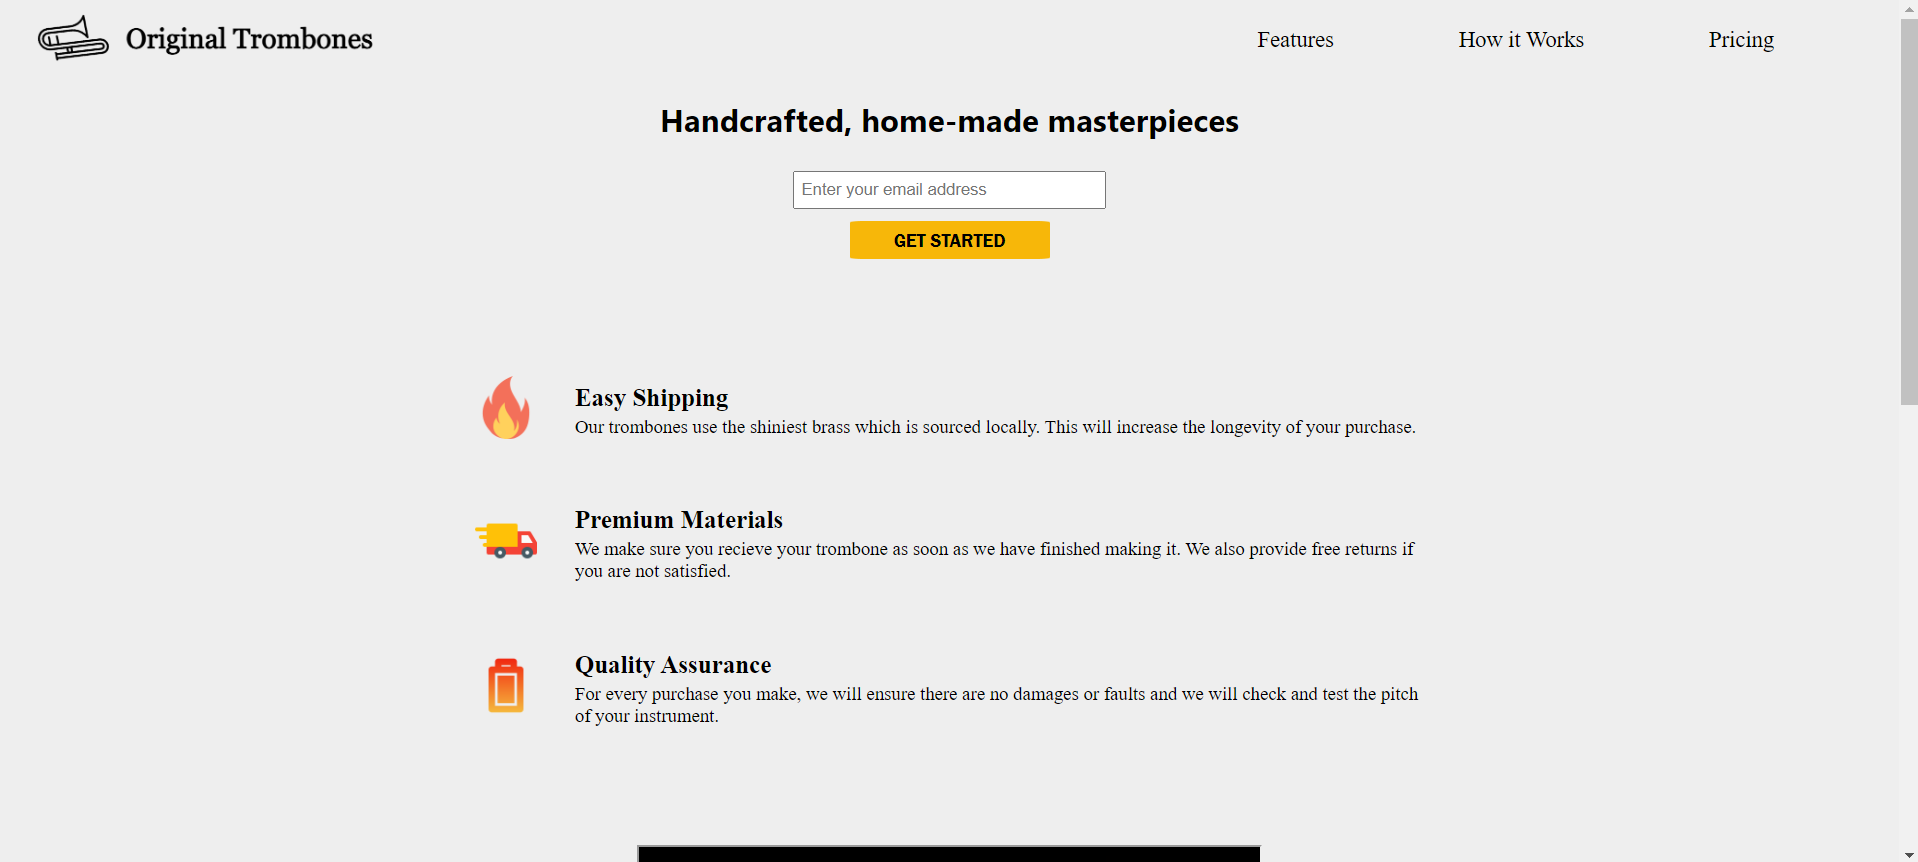 Original Trombones
Features
How it Works
Pricing
Handcrafted, home-made masterpieces
Enter your email address
GET STARTED
Easy Shipping
Our trombones use the shiniest brass which is sourced locally. This will increase the longevity of your purchase.
Premium Materials
We make sure you recieve your trombone as soon as we have finished making it. We also provide free returns if
you are not satisfied.
Quality Assurance
For every purchase you make, we will ensure there are no damages or faults and we will check and test the pitch
of your instrument.